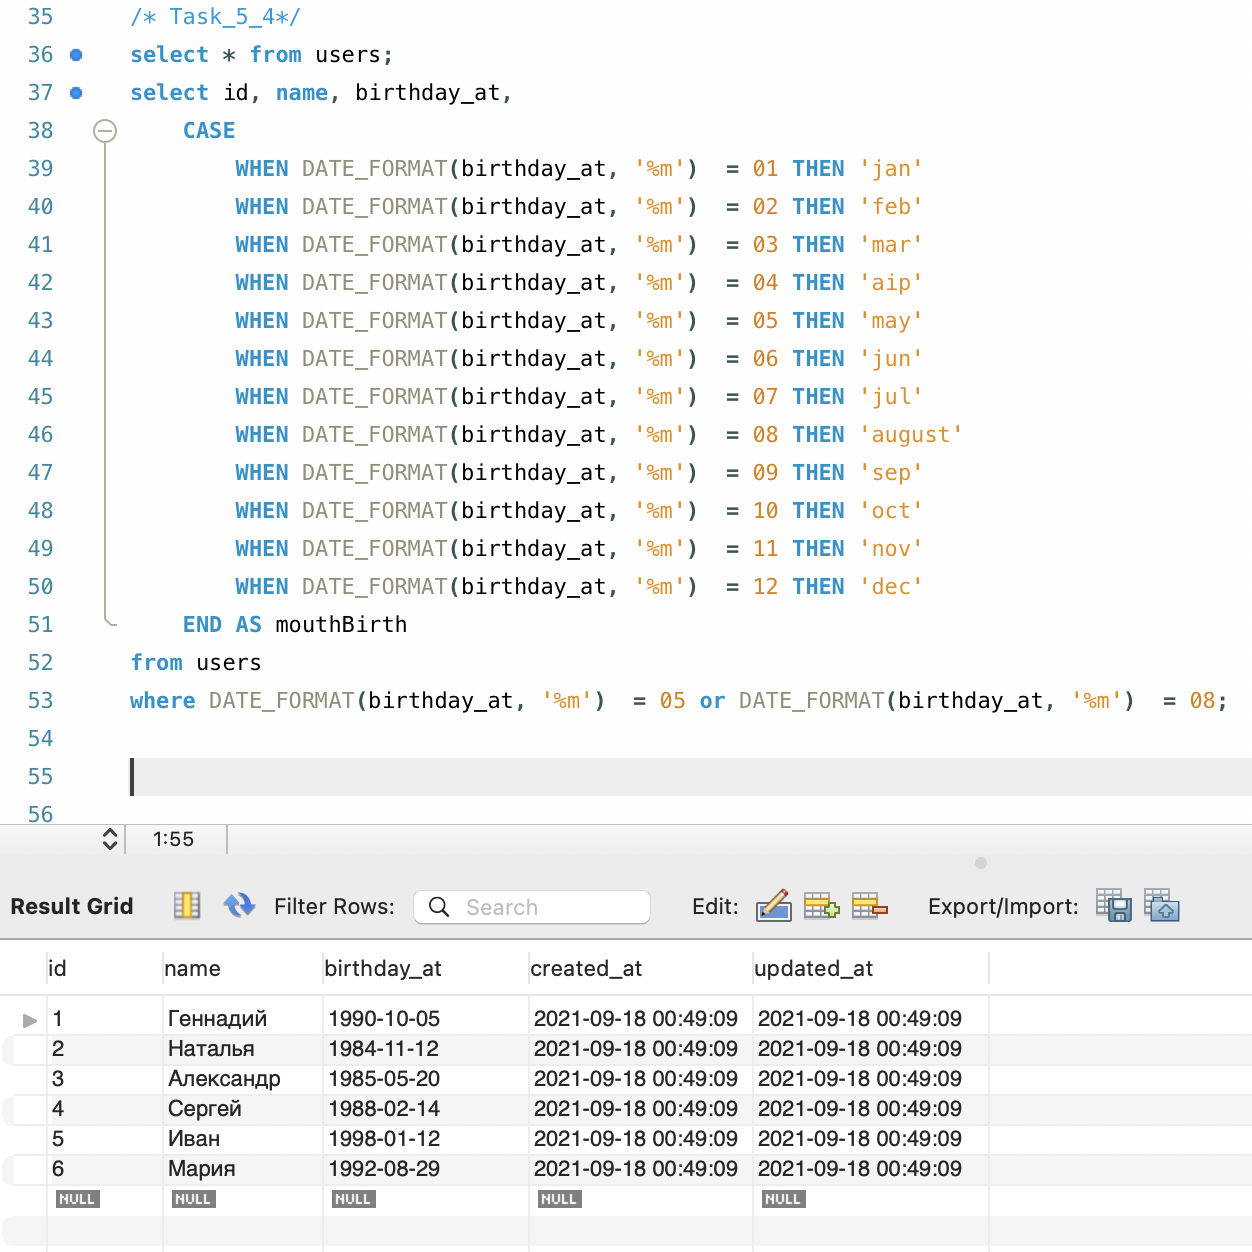 35 /* Task_5_4*/
36 select * from users;
37 select id, name, birthday_at,
38 CASE
39 WHEN DATE_FORMAT(birthday_at, '%m') = 01 THEN 'jan'
40 WHEN DATE_FORMAT(birthday_at, '%m') = 02 THEN 'feb'
41 WHEN DATE_FORMAT(birthday_at, '%m') = 03 THEN 'mar'
42 WHEN DATE_FORMAT(birthday_at, '%m') = 04 THEN 'aip'
43 WHEN DATE_FORMAT(birthday_at, '%m') = 05 THEN 'may'
44 WHEN DATE_FORMAT(birthday_at, '%m') = 06 THEN 'jun'
45 WHEN DATE_FORMAT(birthday_at, '%m') = 07 THEN 'jul'
46 WHEN DATE_FORMAT(birthday_at, '%m') = 08 THEN 'august'
47 WHEN DATE_FORMAT(birthday_at, '%m') = 09 THEN 'sep'
48 WHEN DATE_FORMAT(birthday_at, '%m') = 10 THEN 'oct'
49 WHEN DATE_FORMAT(birthday_at, '%m') = 11 THEN 'nov'
50 WHEN DATE_FORMAT(birthday_at, '%m') = 12 THEN 'dec'
51 END AS mouthBirth
52 from users
53 where DATE_FORMAT(birthday_at, '%m') = 05 or DATE_FORMAT(birthday_at, '%m') = 08;
54
55
56
1:55
Result Grid Filter Rows: Search Edit: Export/Import:
id name birthday_at created_at updated_at
1 Геннадий 1990-10-05 2021-09-18 00:49:09 2021-09-18 00:49:09
2 Наталья 1984-11-12 2021-09-18 00:49:09 2021-09-18 00:49:09
3 Александр 1985-05-20 2021-09-18 00:49:09 2021-09-18 00:49:09
4 Сергей 1988-02-14 2021-09-18 00:49:09 2021-09-18 00:49:09
5 Иван 1998-01-12 2021-09-18 00:49:09 2021-09-18 00:49:09
6 Мария 1992-08-29 2021-09-18 00:49:09 2021-09-18 00:49:09
NULL NULL NULL NULL NULL